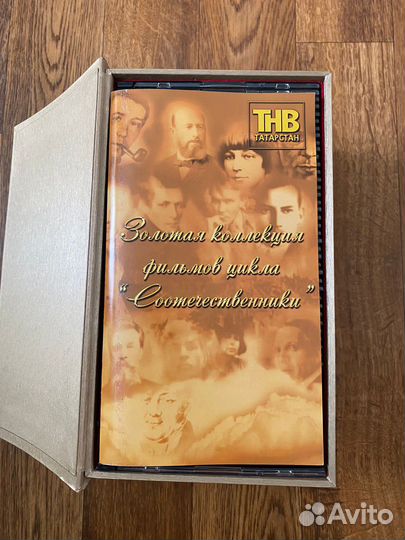 ТНВ
ТАТАРСТАН
Золотая коллекция
фильмов цикла
"Соотечественники"
Avito